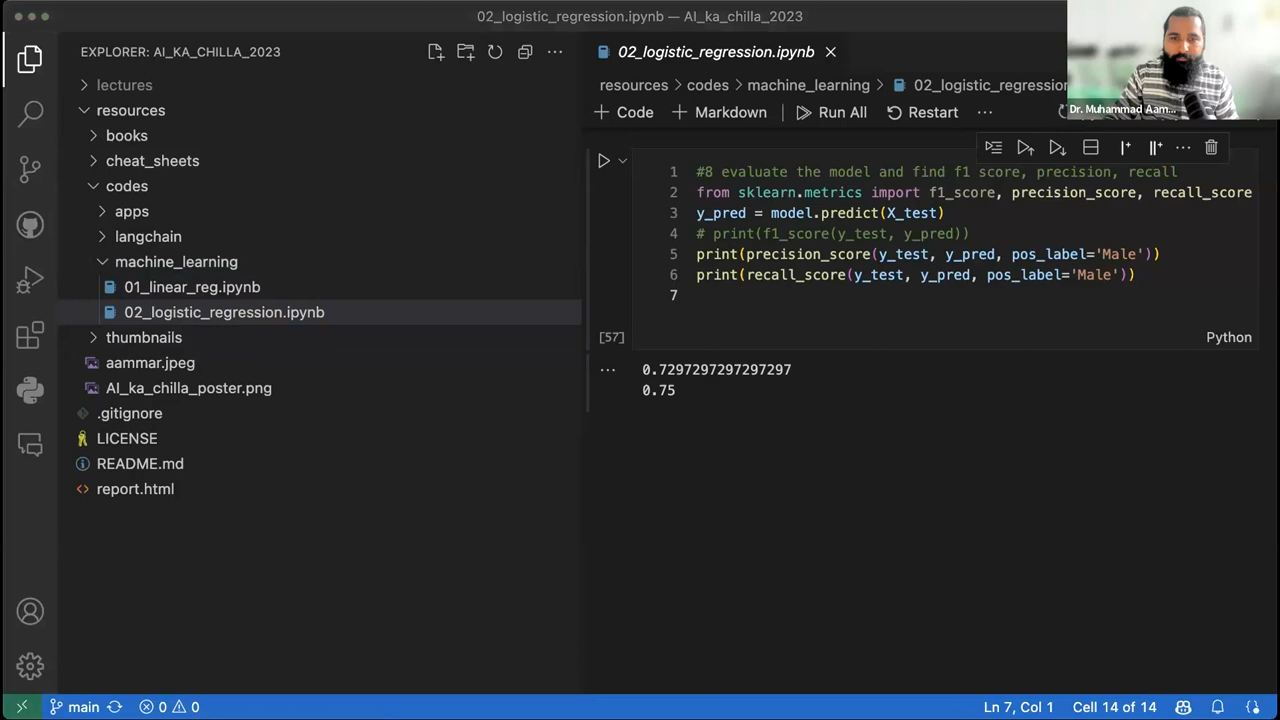 02_logistic_regression.ipynb — AI_KA_CHILLA_2023
EXPLORER: AI_KA_CHILLA_2023
lectures
resources
books
cheat_sheets
codes
apps
langchain
machine_learning
01_linear_reg.ipynb
02_logistic_regression.ipynb
thumbnails
aammar.jpeg
AI_ka_chilla_poster.png
.gitignore
LICENSE
README.md
report.html
02_logistic_regression.ipynb
resources > codes > machine_learning > 02_logistic_regression
Dr. Muhammad Aam...
Code Markdown Run All Restart
1 #8 evaluate the model and find f1 score, precision, recall
2 from sklearn.metrics import f1_score, precision_score, recall_score
3 y_pred = model.predict(X_test)
4 # print(f1_score(y_test, y_pred))
5 print(precision_score(y_test, y_pred, pos_label='Male'))
6 print(recall_score(y_test, y_pred, pos_label='Male'))
7
[57] Python
0.7297297297297297
0.75
main 0 0 Ln 7, Col 1 Cell 14 of 14